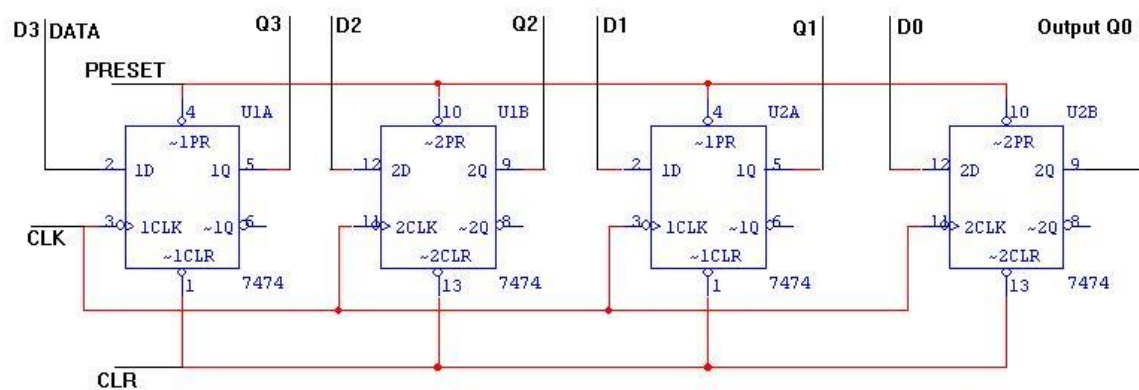 D3 DATA Q3 D2 Q2 D1 Q1 D0 Output Q0
PRESET
4 U1A 10 U1B 4 U2A 10 U2B
~1PR ~2PR ~1PR ~2PR
2 1D 1Q 5 12 2D 2Q 9 2 1D 1Q 5 12 2D 2Q 9
3 1CLK ~1Q 6 11 2CLK ~2Q 8 3 1CLK ~1Q 6 11 2CLK ~2Q 8
CLK
~1CLR ~2CLR ~1CLR ~2CLR
1 7474 13 7474 1 7474 13 7474
CLR